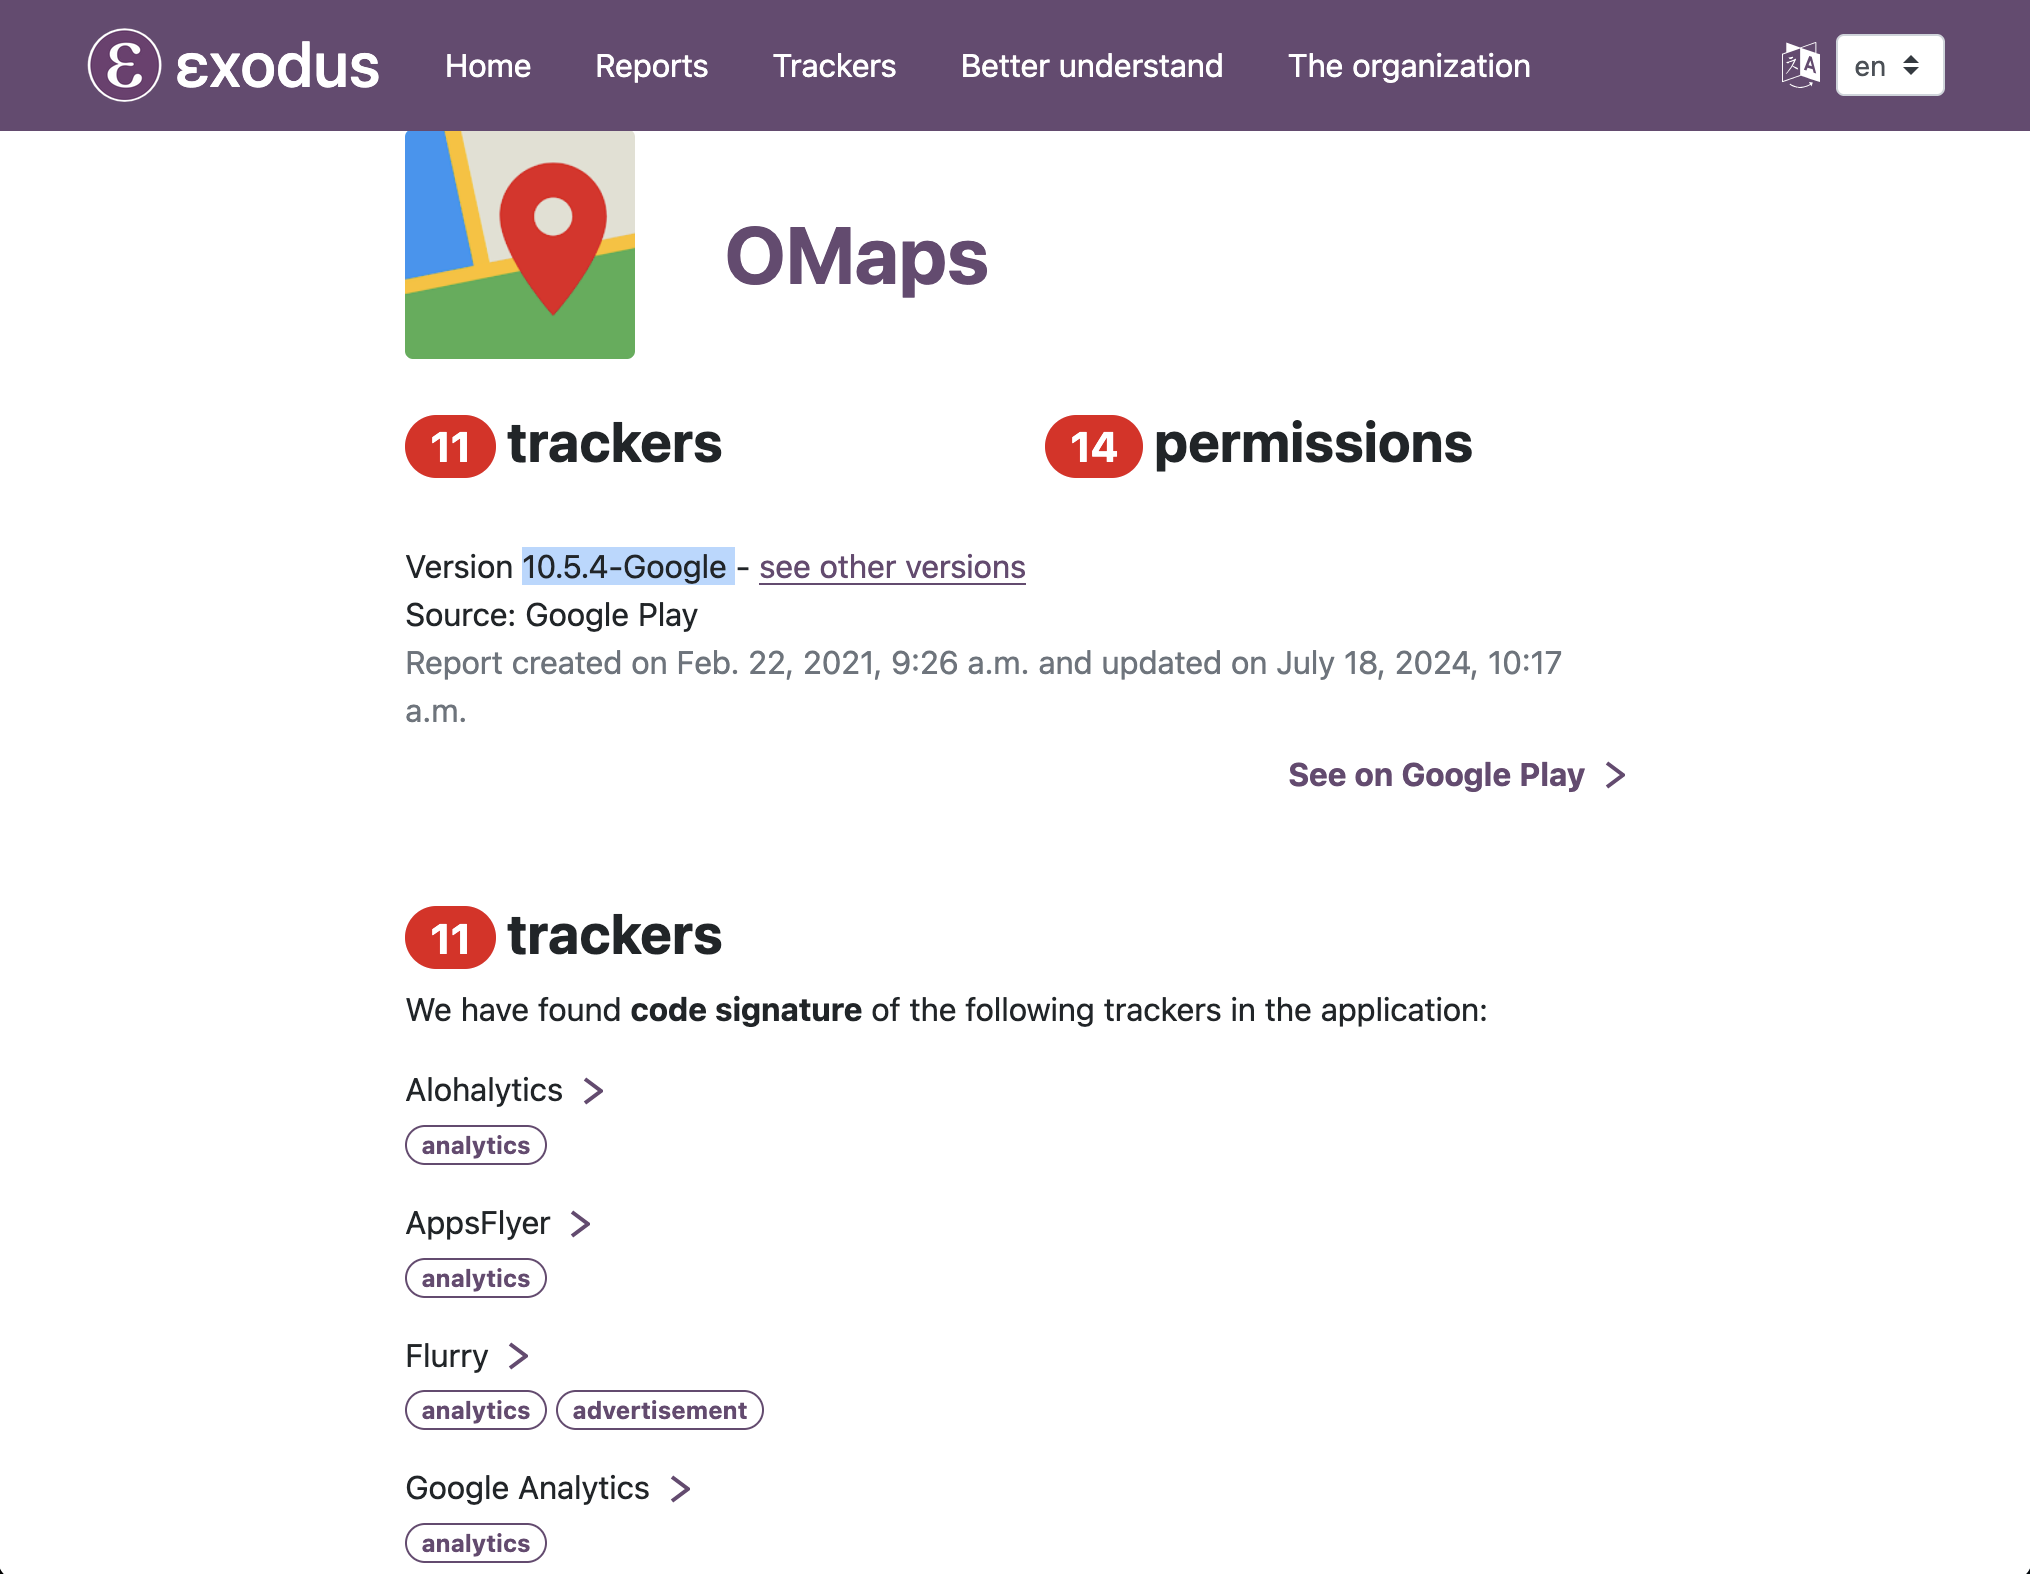 εxodus Home Reports Trackers Better understand The organization en
OMaps
11 trackers 14 permissions
Version 10.5.4-Google - see other versions
Source: Google Play
Report created on Feb. 22, 2021, 9:26 a.m. and updated on July 18, 2024, 10:17
a.m.
See on Google Play
11 trackers
We have found code signature of the following trackers in the application:
Alohalytics
analytics
AppsFlyer
analytics
Flurry
analytics advertisement
Google Analytics
analytics